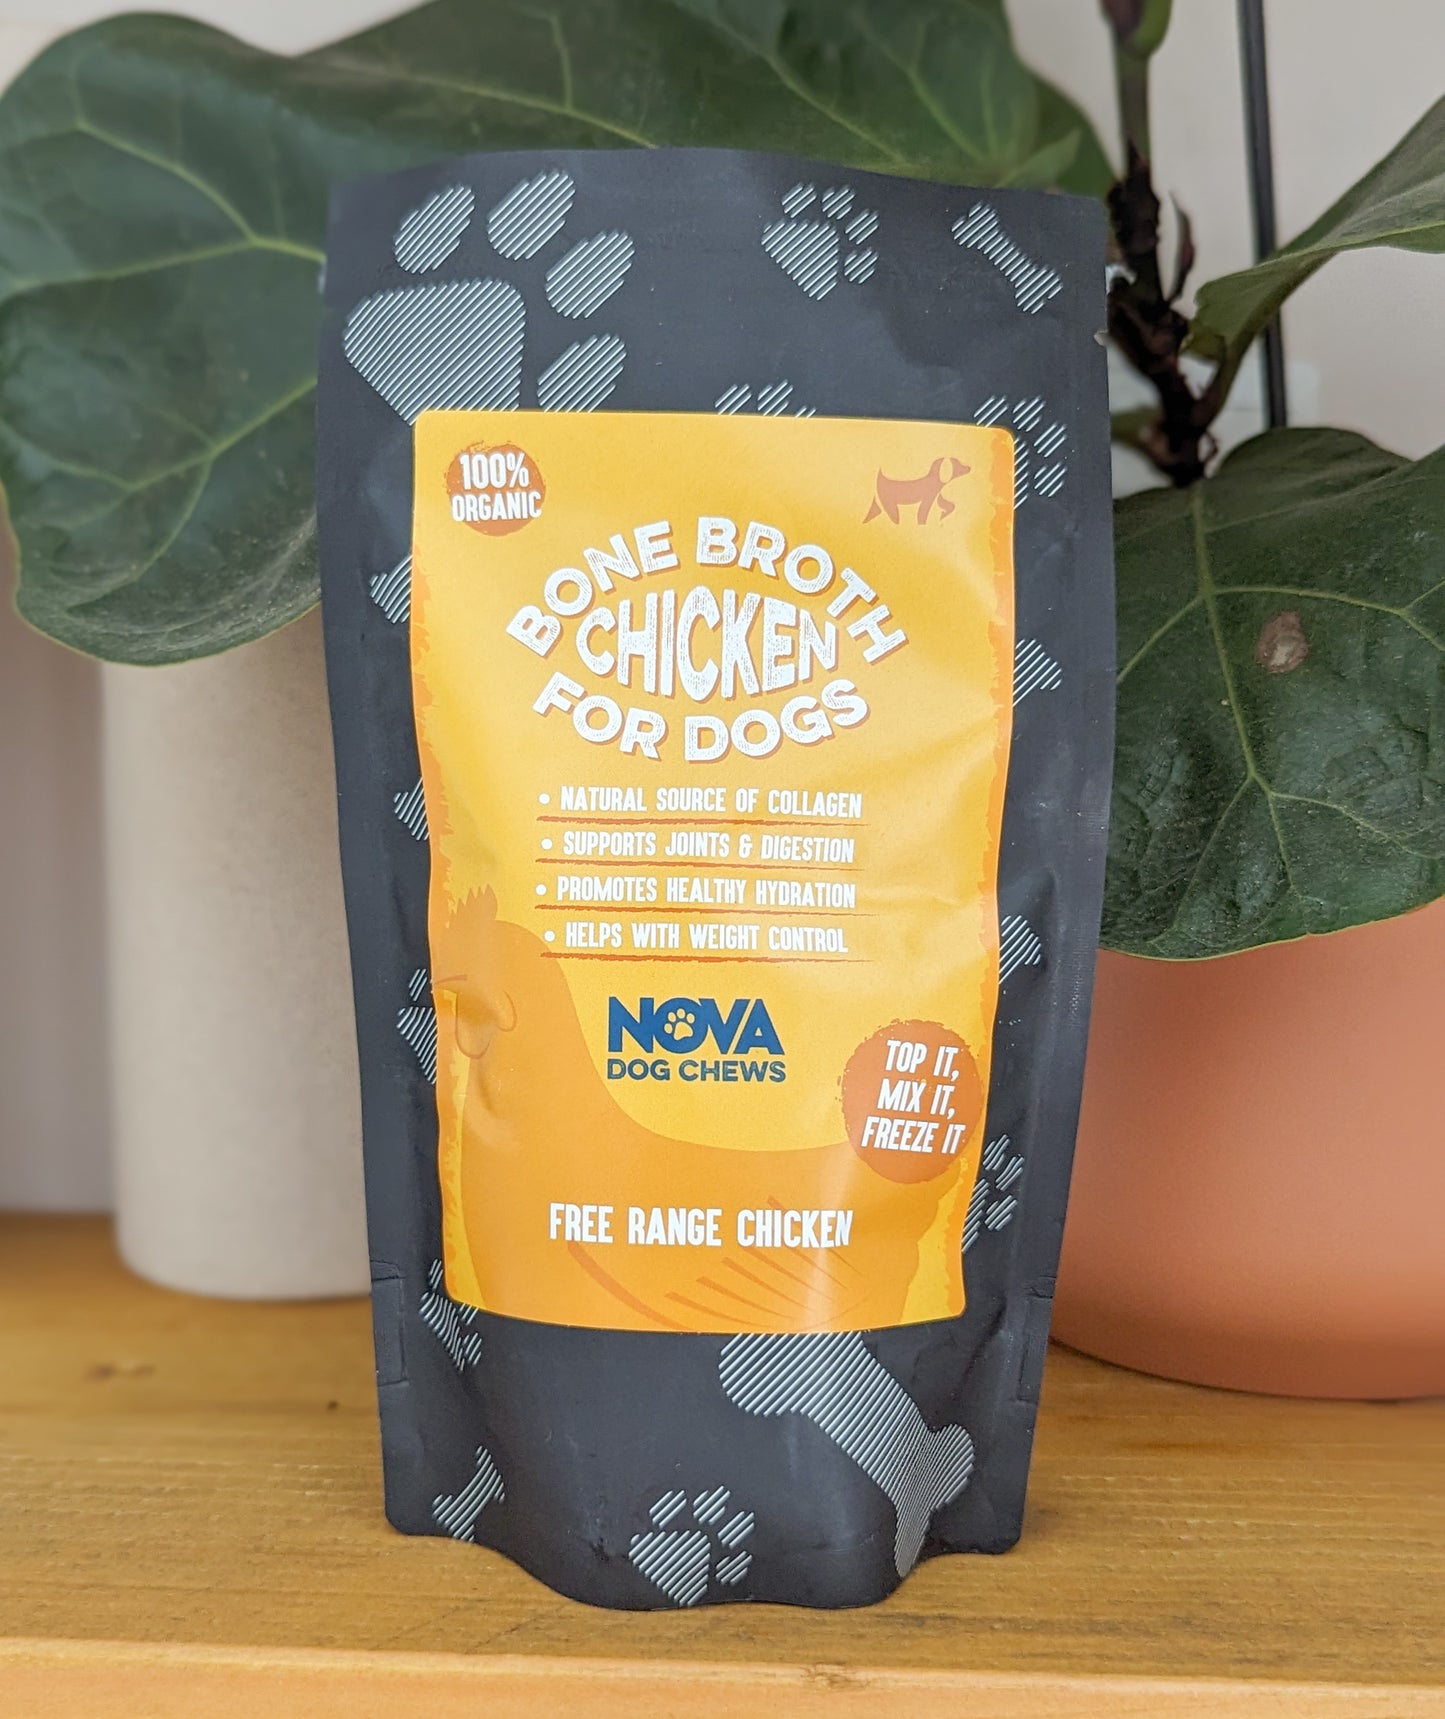 100%
ORGANIC
BONE BROTH
CHICKEN
FOR DOGS
• NATURAL SOURCE OF COLLAGEN
• SUPPORTS JOINTS & DIGESTION
• PROMOTES HEALTHY HYDRATION
• HELPS WITH WEIGHT CONTROL
NOVA
DOG CHEWS
TOP IT,
MIX IT,
FREEZE IT
FREE RANGE CHICKEN